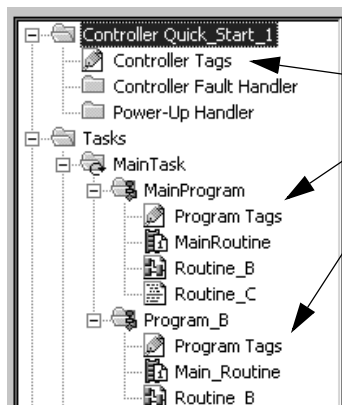 Controller Quick_Start_1
Controller Tags
Controller Fault Handler
Power-Up Handler
Tasks
MainTask
MainProgram
Program Tags
MainRoutine
Routine_B
Routine_C
Program_B
Program Tags
Main_Routine
Routine_B